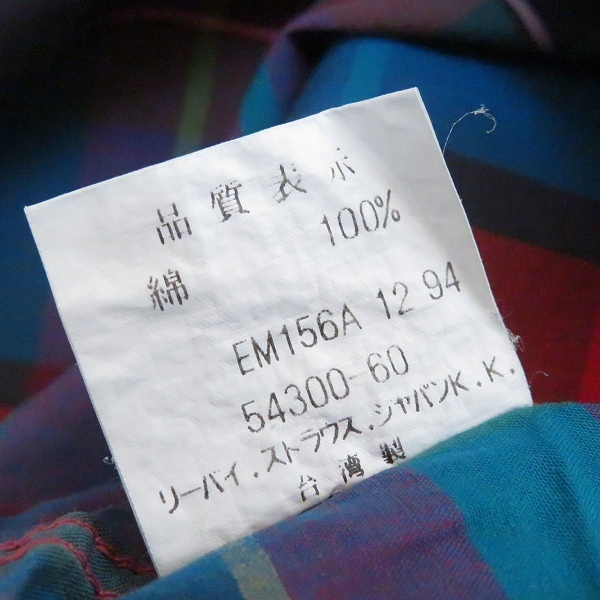 品質表示
綿 100%
EM156A 12 94
54300-60
リーバイ.ストラウス.ジャパンK.K.
台湾製